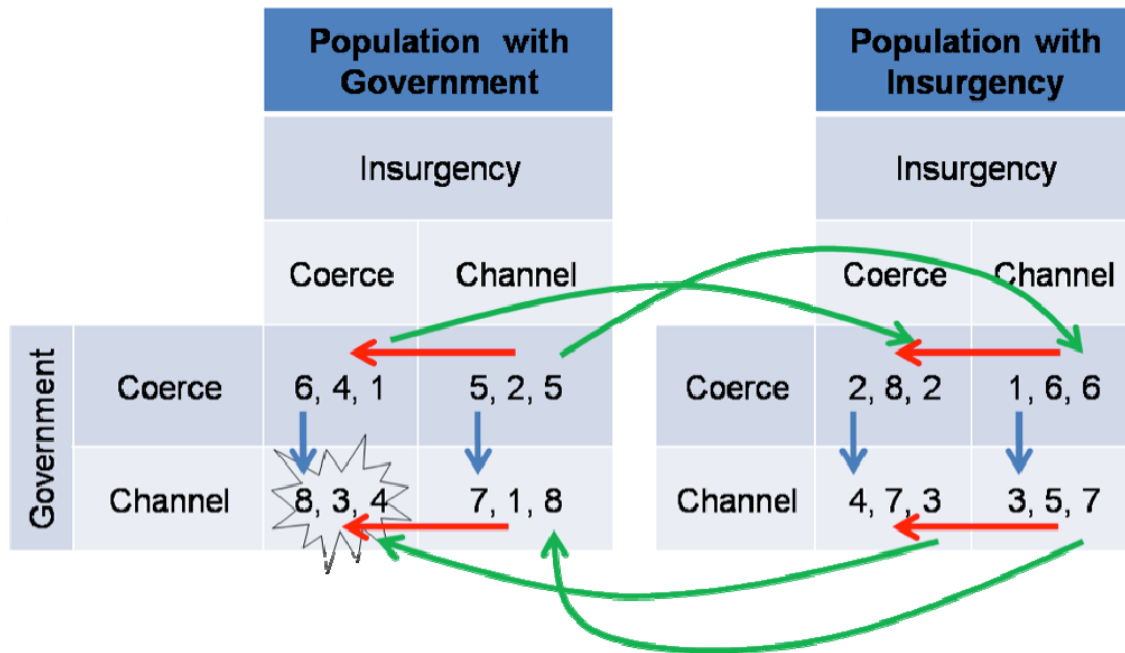 Population with
Government
Population with
Insurgency
Insurgency
Insurgency
Coerce
Channel
Coerce
Channel
Government
Coerce
6, 4, 1
5, 2, 5
Coerce
2, 8, 2
1, 6, 6
Channel
8, 3, 4
7, 1, 8
Channel
4, 7, 3
3, 5, 7